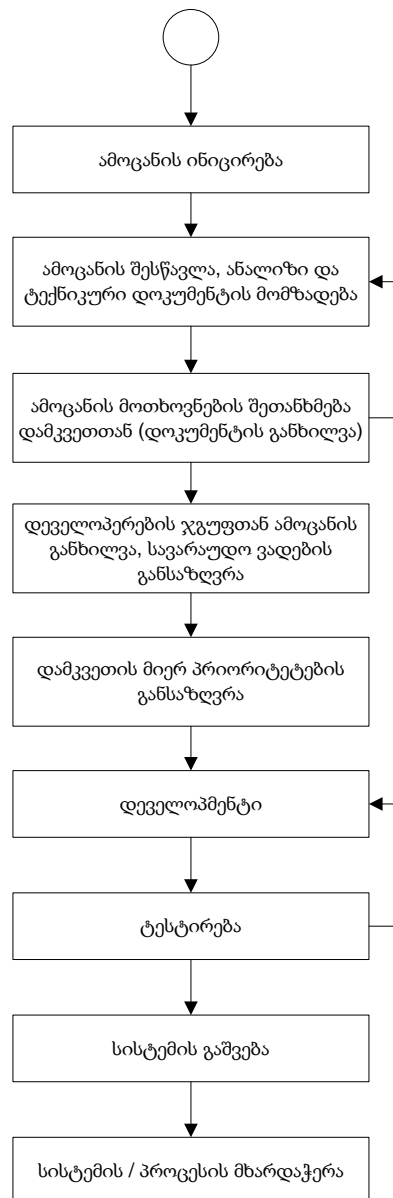 ამოცანის ინიცირება
ამოცანის შესწავლა, ანალიზი და
ტექნიკური დოკუმენტის მომზადება
ამოცანის მოთხოვნების შეთანხმება
დამკვეთთან (დოკუმენტის განხილვა)
დეველოპერების ჯგუფთან ამოცანის
განხილვა, სავარაუდო ვადების
განსაზღვრა
დამკვეთის მიერ პრიორიტეტების
განსაზღვრა
დეველოპმენტი
ტესტირება
სისტემის გაშვება
სისტემის / პროცესის მხარდაჭერა